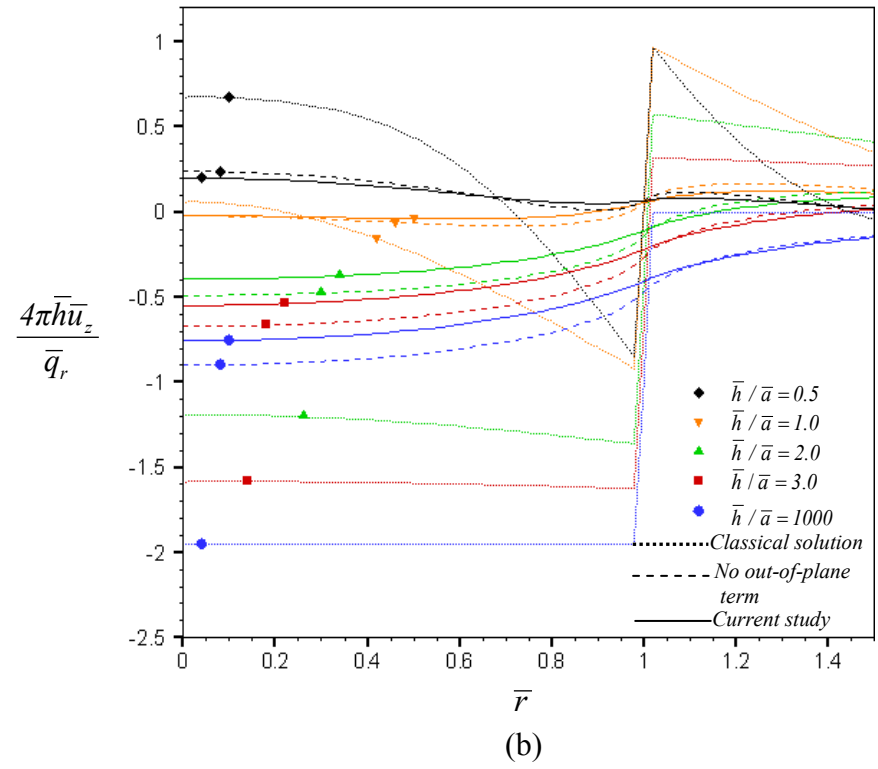 1
0.5
0
-0.5
-1
-1.5
-2
-2.5
4πh̅u̅z
q̅r
h̅ / a̅ = 0.5
h̅ / a̅ = 1.0
h̅ / a̅ = 2.0
h̅ / a̅ = 3.0
h̅ / a̅ = 1000
Classical solution
No out-of-plane
term
Current study
0 0.2 0.4 0.6 0.8 1 1.2 1.4
r̅
(b)